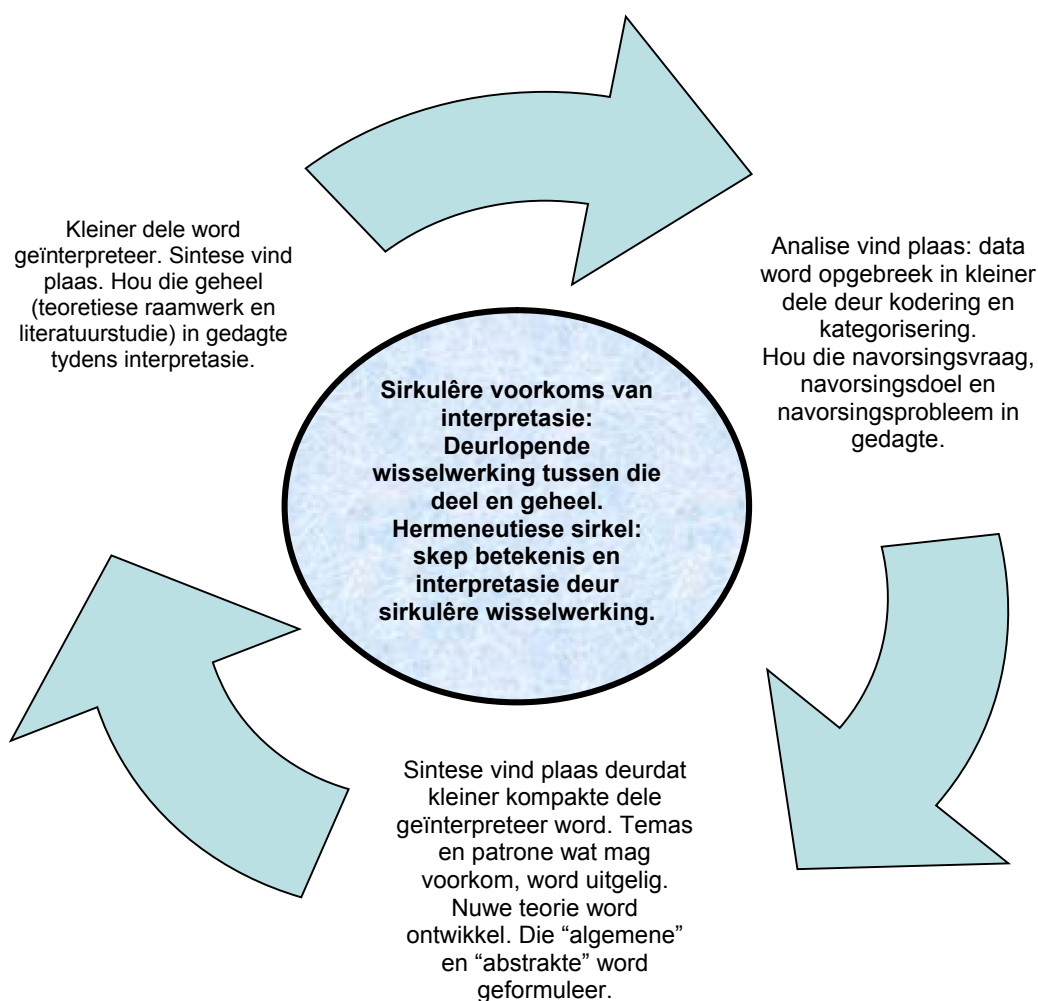 Kleiner dele word
geïnterpreteer. Sintese vind
plaas. Hou die geheel
(teoretiese raamwerk en
literatuurstudie) in gedagte
tydens interpretasie.
Analise vind plaas: data
word opgebreek in kleiner
dele deur kodering en
kategorisering.
Hou die navorsingsvraag,
navorsingsdoel en
navorsingsprobleem in
gedagte.
Sirkulêre voorkoms van
interpretasie:
Deurlopende
wisselwerking tussen die
deel en geheel.
Hermeneutiese sirkel:
skep betekenis en
interpretasie deur
sirkulêre wisselwerking.
Sintese vind plaas deurdat
kleiner kompakte dele
geïnterpreteer word. Temas
en patrone wat mag
voorkom, word uitgelig.
Nuwe teorie word
ontwikkel. Die “algemene”
en “abstrakte” word
geformuleer.